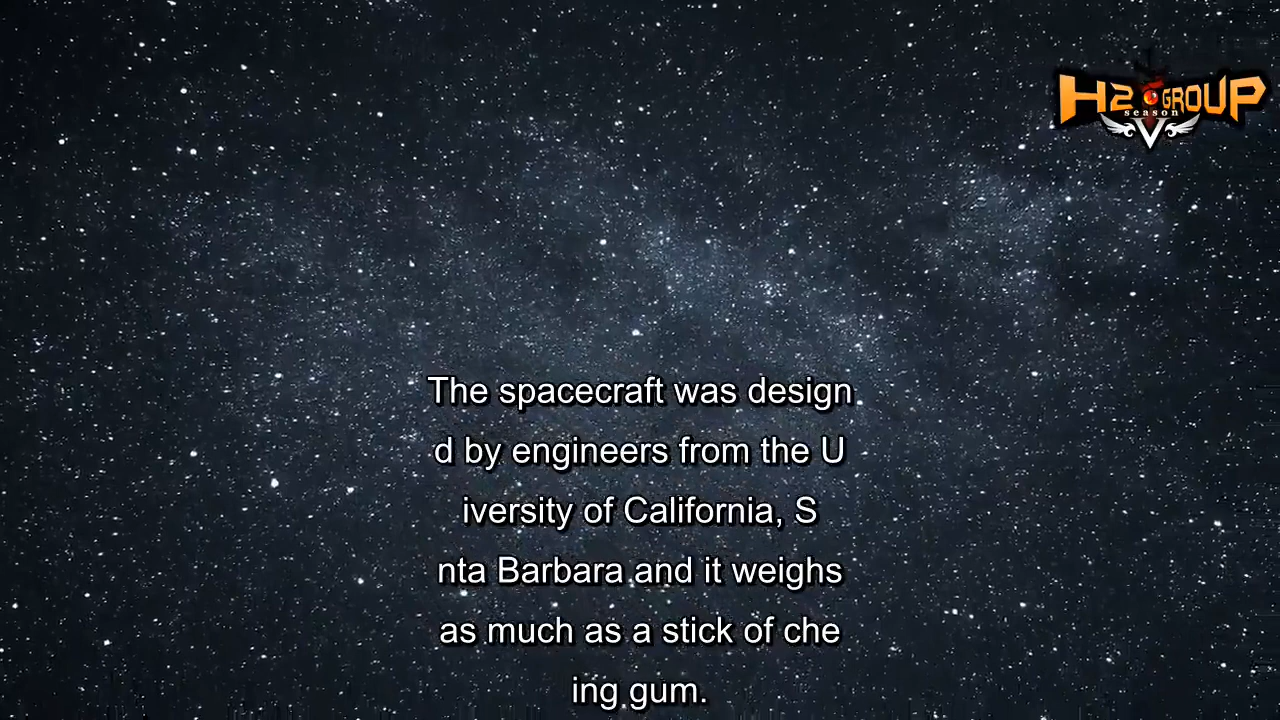 H2 GROUP
season
V
The spacecraft was design
d by engineers from the U
iversity of California, S
nta Barbara and it weighs
as much as a stick of che
ing gum.